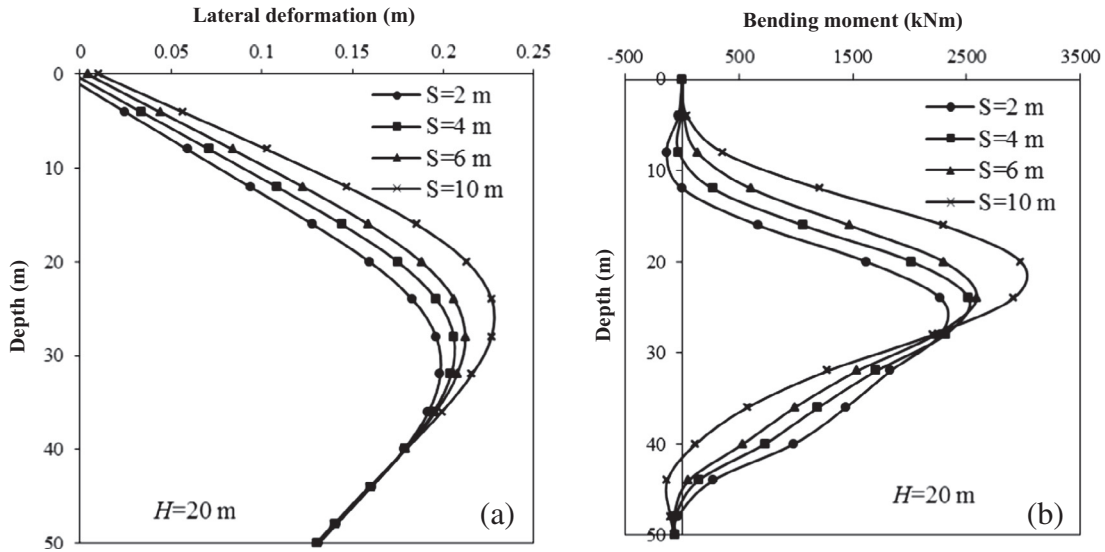 Lateral deformation (m)
0 0.05 0.1 0.15 0.2 0.25
0
10
20
30
40
50
Depth (m)
S=2 m
S=4 m
S=6 m
S=10 m
H=20 m
(a)
Bending moment (kNm)
-500 500 1500 2500 3500
0
10
20
30
40
50
Depth (m)
S=2 m
S=4 m
S=6 m
S=10 m
H=20 m
(b)